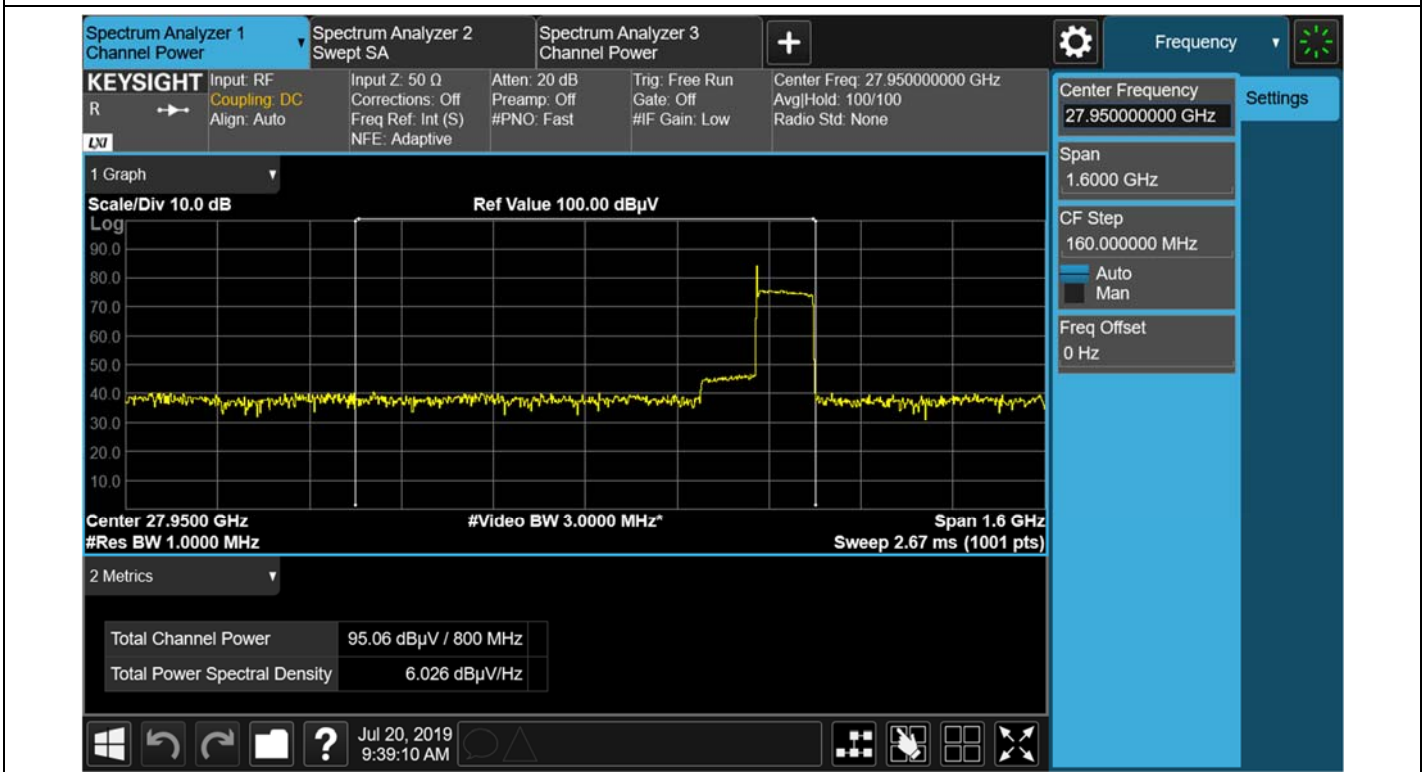 Spectrum Analyzer 1
Channel Power
Spectrum Analyzer 2
Swept SA
Spectrum Analyzer 3
Channel Power
Frequency
KEYSIGHT
R
LXI
Input: RF
Coupling: DC
Align: Auto
Input Z: 50 Ω
Corrections: Off
Freq Ref: Int (S)
NFE: Adaptive
Atten: 20 dB
Preamp: Off
#PNO: Fast
Trig: Free Run
Gate: Off
#IF Gain: Low
Center Freq: 27.950000000 GHz
Avg|Hold: 100/100
Radio Std: None
Center Frequency
27.950000000 GHz
Settings
Span
1.6000 GHz
CF Step
160.000000 MHz
Auto
Man
Freq Offset
0 Hz
1 Graph
Scale/Div 10.0 dB
Ref Value 100.00 dBµV
Log
90.0
80.0
70.0
60.0
50.0
40.0
30.0
20.0
10.0
Center 27.9500 GHz
#Video BW 3.0000 MHz*
Span 1.6 GHz
#Res BW 1.0000 MHz
Sweep 2.67 ms (1001 pts)
2 Metrics
Total Channel Power 95.06 dBµV / 800 MHz
Total Power Spectral Density 6.026 dBµV/Hz
?
Jul 20, 2019
9:39:10 AM